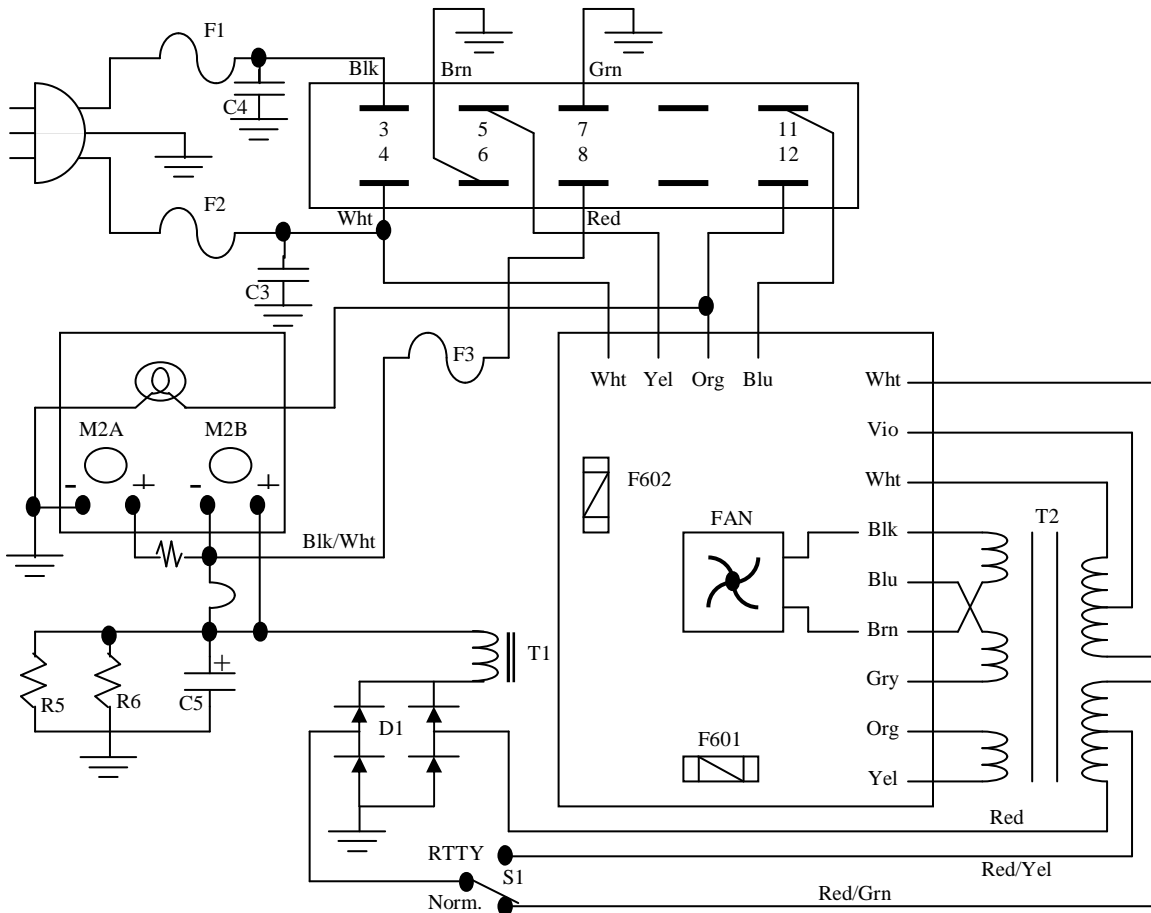 F1
Blk
Brn
Grn
C4
3
5
7
11
4
6
8
12
F2
Wht
Red
C3
F3
Wht Yel Org Blu
Wht
M2A
M2B
Vio
- + - +
F602
Wht
FAN
T2
Blk/Wht
Blk
Blu
Brn
T1
R5
R6
+
C5
Gry
D1
F601
Org
Yel
Red
RTTY
S1
Red/Yel
Norm.
Red/Grn